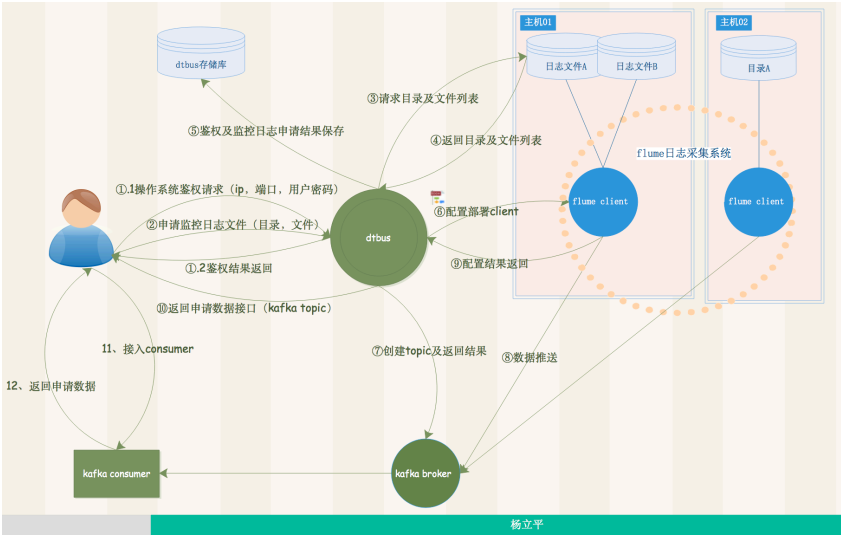 主机01
主机02
dtbus存储库
日志文件A
日志文件B
目录A
③请求目录及文件列表
⑤鉴权及监控日志申请结果保存
④返回目录及文件列表
flume日志采集系统
①.1操作系统鉴权请求（ip，端口，用户密码）
flume client
flume client
⑥配置部署client
②申请监控日志文件（目录，文件）
dtbus
①.2鉴权结果返回
⑨配置结果返回
⑩返回申请数据接口（kafka topic）
11、接入consumer
⑦创建topic及返回结果
⑧数据推送
12、返回申请数据
kafka consumer
kafka broker
杨立平